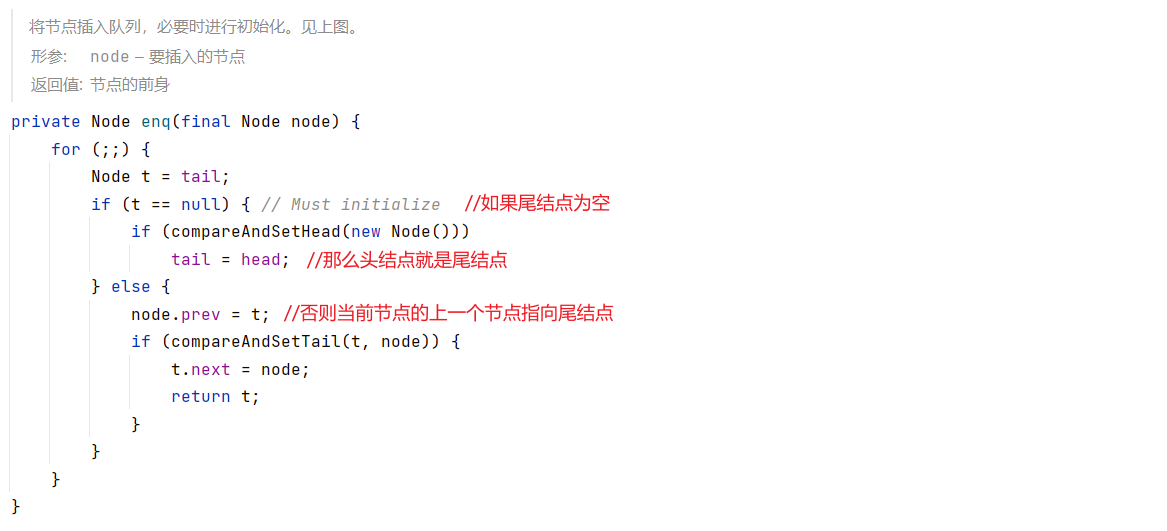 将节点插入队列，必要时进行初始化。见上图。
形参: node – 要插入的节点
返回值: 节点的前身
private Node enq(final Node node) {
for (;;) {
Node t = tail;
if (t == null) { // Must initialize //如果尾结点为空
if (compareAndSetHead(new Node()))
tail = head; //那么头结点就是尾结点
} else {
node.prev = t; //否则当前节点的上一个节点指向尾结点
if (compareAndSetTail(t, node)) {
t.next = node;
return t;
}
}
}
}